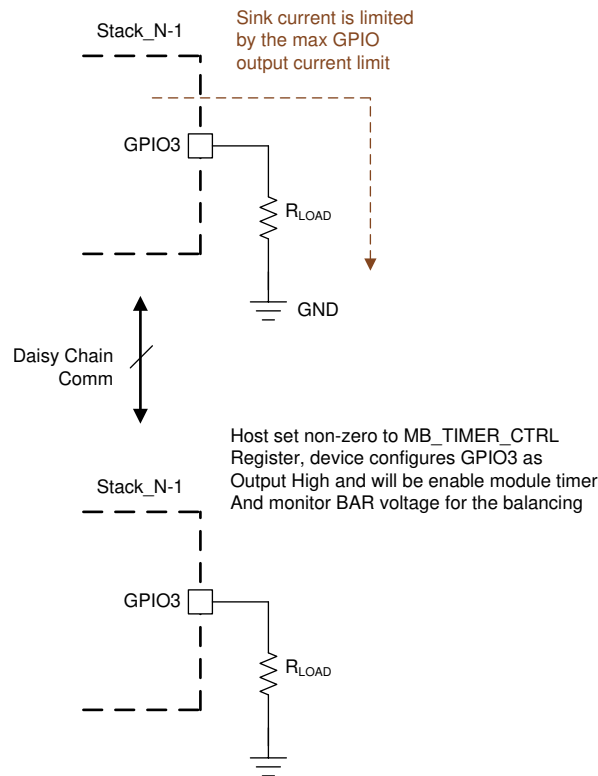 Stack_N-1
Sink current is limited
by the max GPIO
output current limit
GPIO3
RLOAD
GND
Daisy Chain
Comm
Host set non-zero to MB_TIMER_CTRL
Register, device configures GPIO3 as
Output High and will be enable module timer
And monitor BAR voltage for the balancing
Stack_N-1
GPIO3
RLOAD